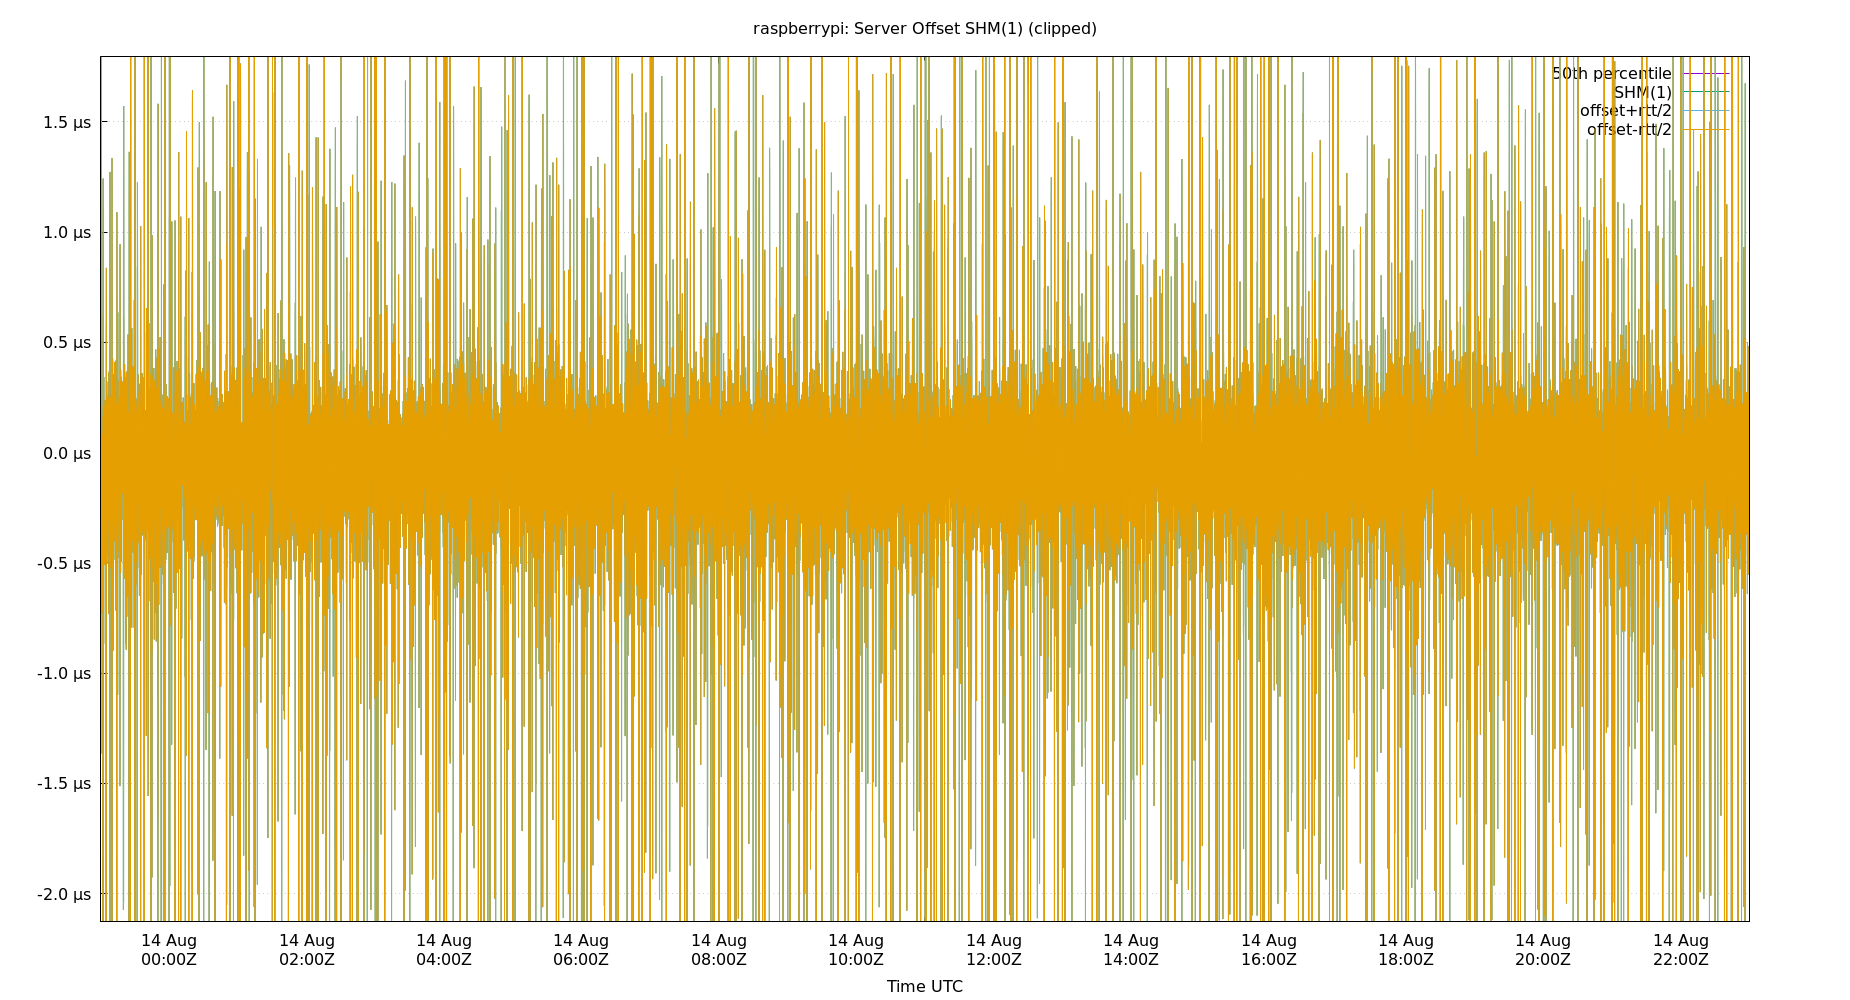 raspberrypi: Server Offset SHM(1) (clipped)
50th percentile
SHM(1)
offset+rtt/2
offset-rtt/2
1.5 µs
1.0 µs
0.5 µs
0.0 µs
-0.5 µs
-1.0 µs
-1.5 µs
-2.0 µs
14 Aug 14 Aug 14 Aug 14 Aug 14 Aug 14 Aug 14 Aug 14 Aug 14 Aug 14 Aug 14 Aug 14 Aug
00:00Z 02:00Z 04:00Z 06:00Z 08:00Z 10:00Z 12:00Z 14:00Z 16:00Z 18:00Z 20:00Z 22:00Z
Time UTC